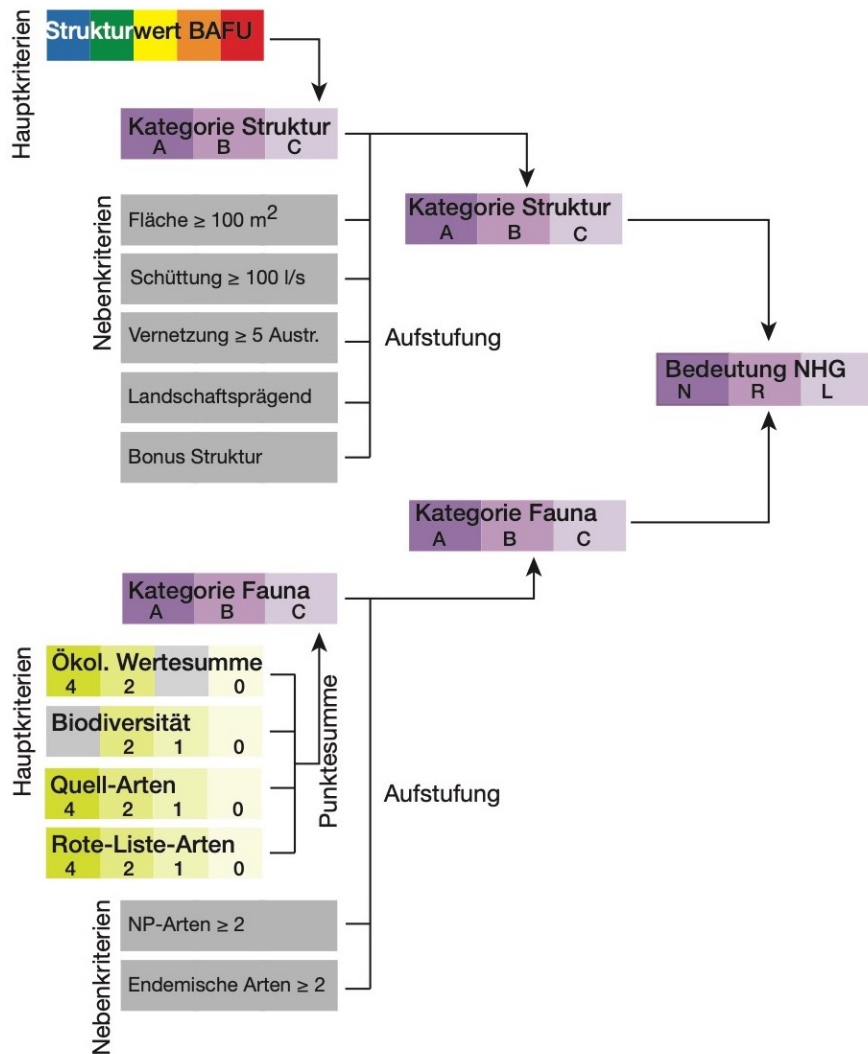 Hauptkriterien
Strukturwert BAFU
Kategorie Struktur
A B C
Nebenkriterien
Fläche ≥ 100 m²
Schüttung ≥ 100 l/s
Vernetzung ≥ 5 Austr.
Landschaftsprägend
Bonus Struktur
Aufstufung
Kategorie Struktur
A B C
Bedeutung NHG
N R L
Kategorie Fauna
A B C
Kategorie Fauna
A B C
Hauptkriterien
Ökol. Wertesumme
4 2 0
Biodiversität
2 1 0
Quell-Arten
4 2 1 0
Rote-Liste-Arten
4 2 1 0
Punktesumme
Aufstufung
Nebenkriterien
NP-Arten ≥ 2
Endemische Arten ≥ 2